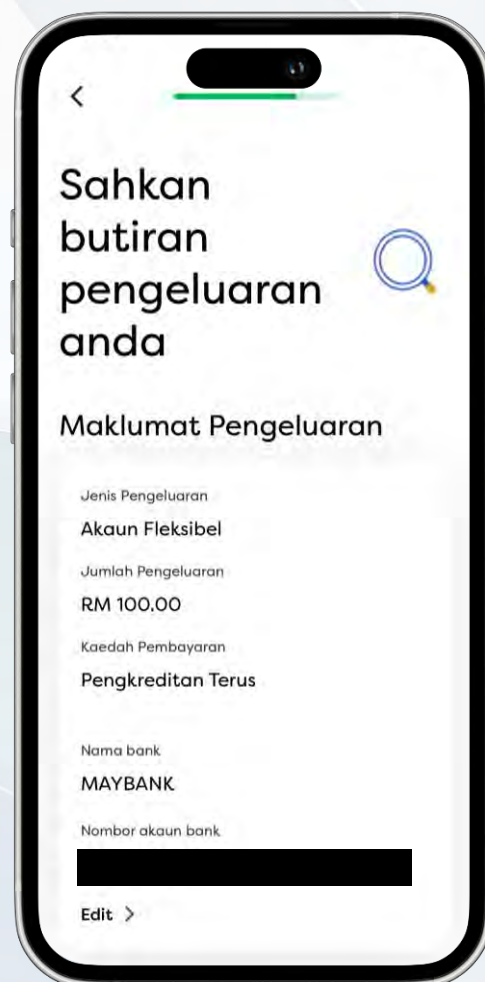 Sahkan
butiran
pengeluaran
anda
Maklumat Pengeluaran
Jenis Pengeluaran
Akaun Fleksibel
Jumlah Pengeluaran
RM 100.00
Kaedah Pembayaran
Pengkreditan Terus
Nama bank
MAYBANK
Nombor akaun bank
Edit >